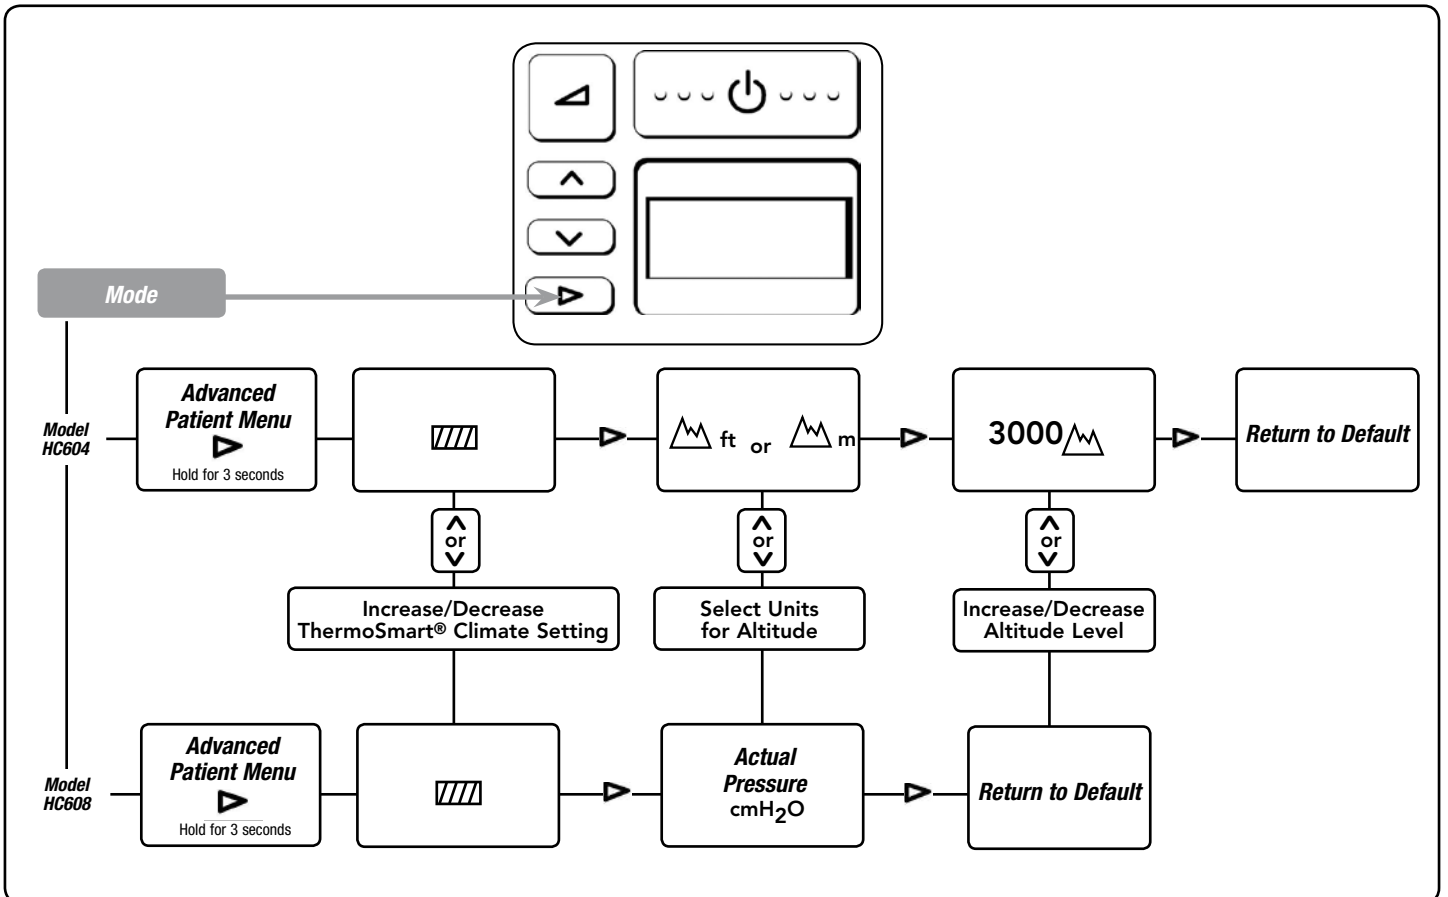 Mode
Model
HC604
Advanced
Patient Menu
Hold for 3 seconds
ft or m
3000
Return to Default
or
or
or
Increase/Decrease
ThermoSmart® Climate Setting
Select Units
for Altitude
Increase/Decrease
Altitude Level
Model
HC608
Advanced
Patient Menu
Hold for 3 seconds
Actual
Pressure
cmH2O
Return to Default